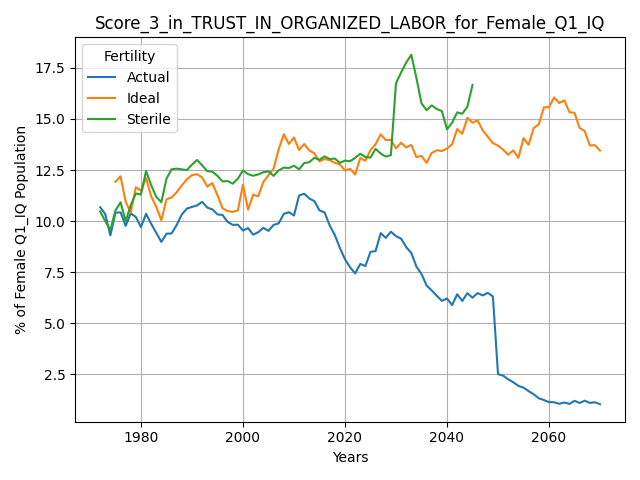 Score_3_in_TRUST_IN_ORGANIZED_LABOR_for_Female_Q1_IQ
Fertility
Actual
Ideal
Sterile
% of Female Q1_IQ Population
17.5
15.0
12.5
10.0
7.5
5.0
2.5
1980 2000 2020 2040 2060
Years